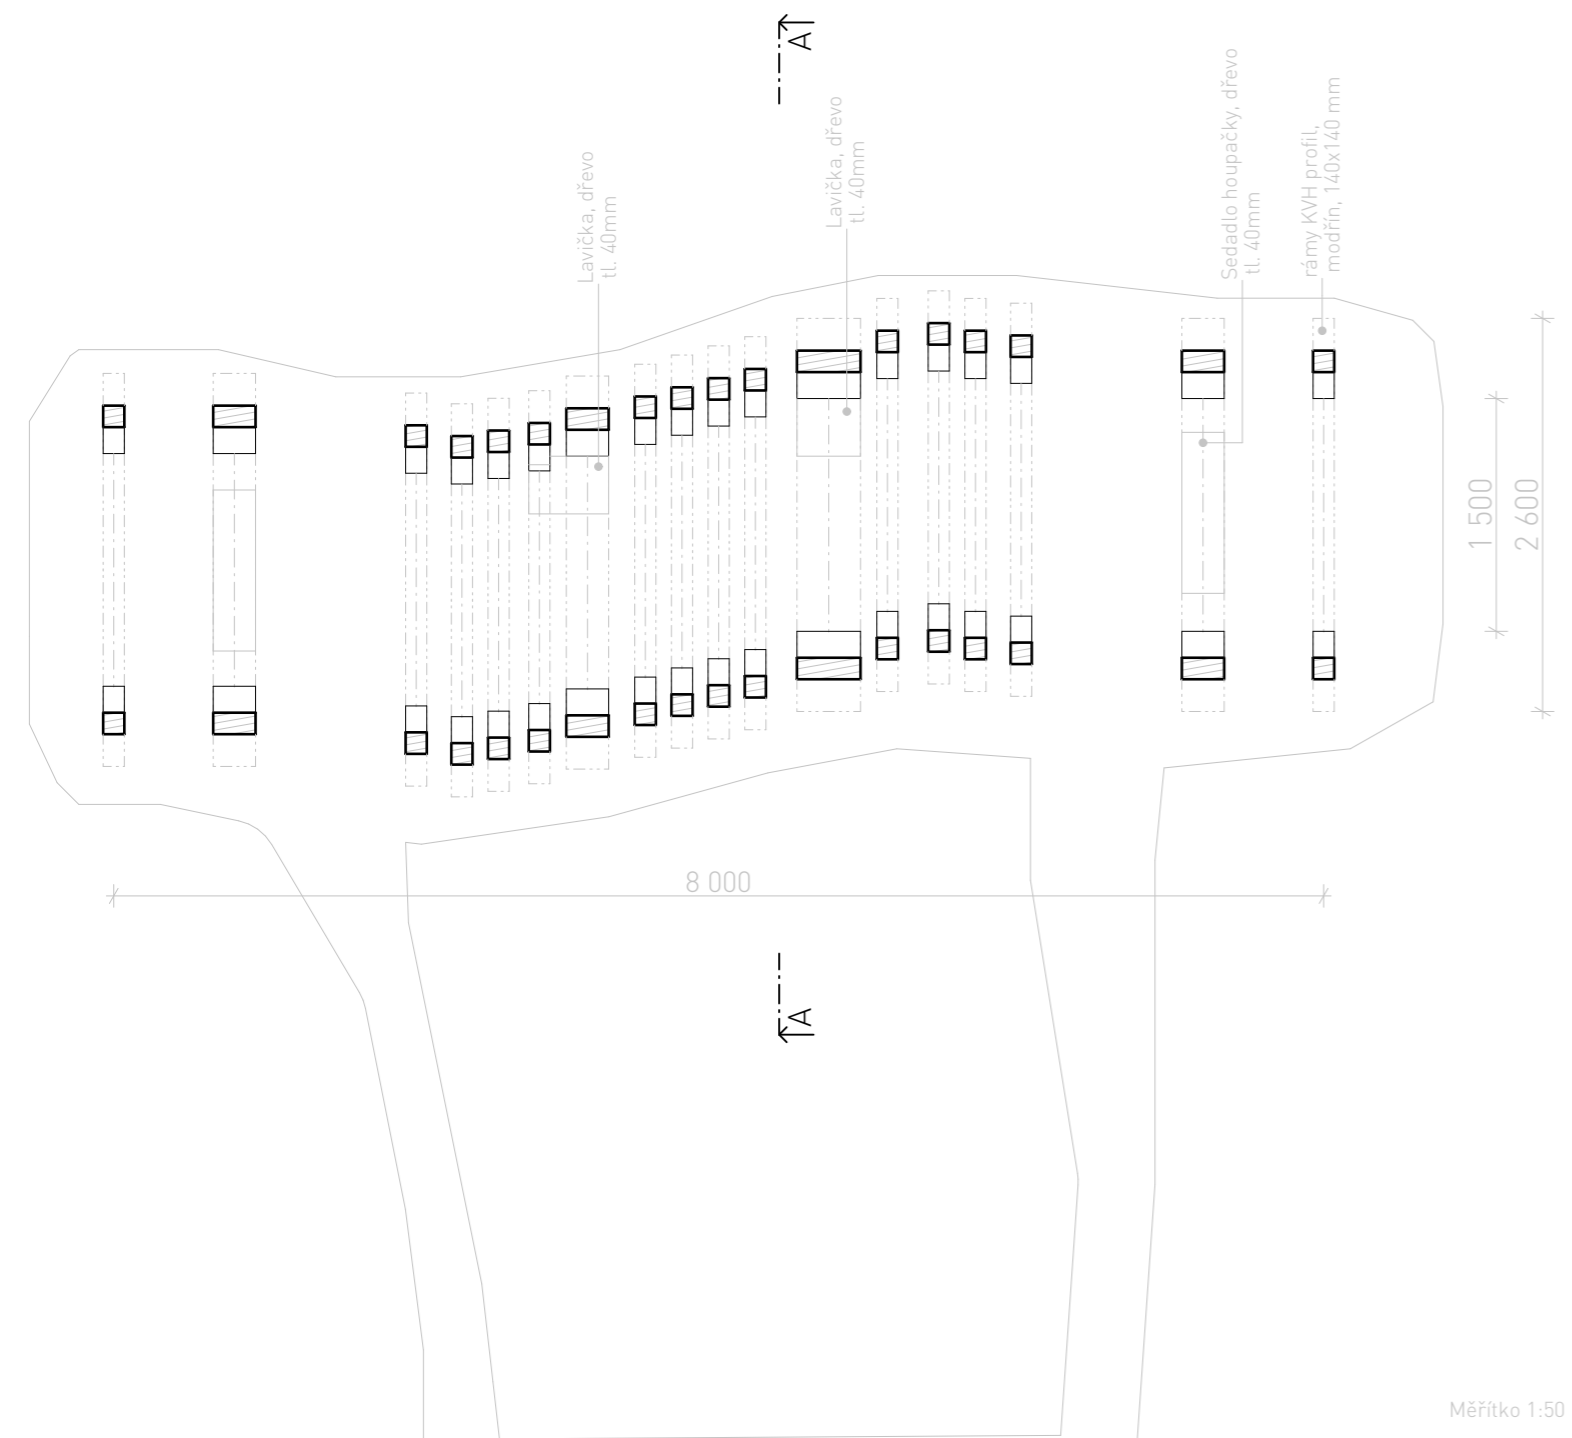 A
Lavička, dřevo
tl. 40mm
Lavička, dřevo
tl. 40mm
Sedadlo houpačky, dřevo
tl. 40mm
rámy KVH profil,
modřín, 140x140 mm
1 500
2 600
8 000
A
Měřítko 1:50